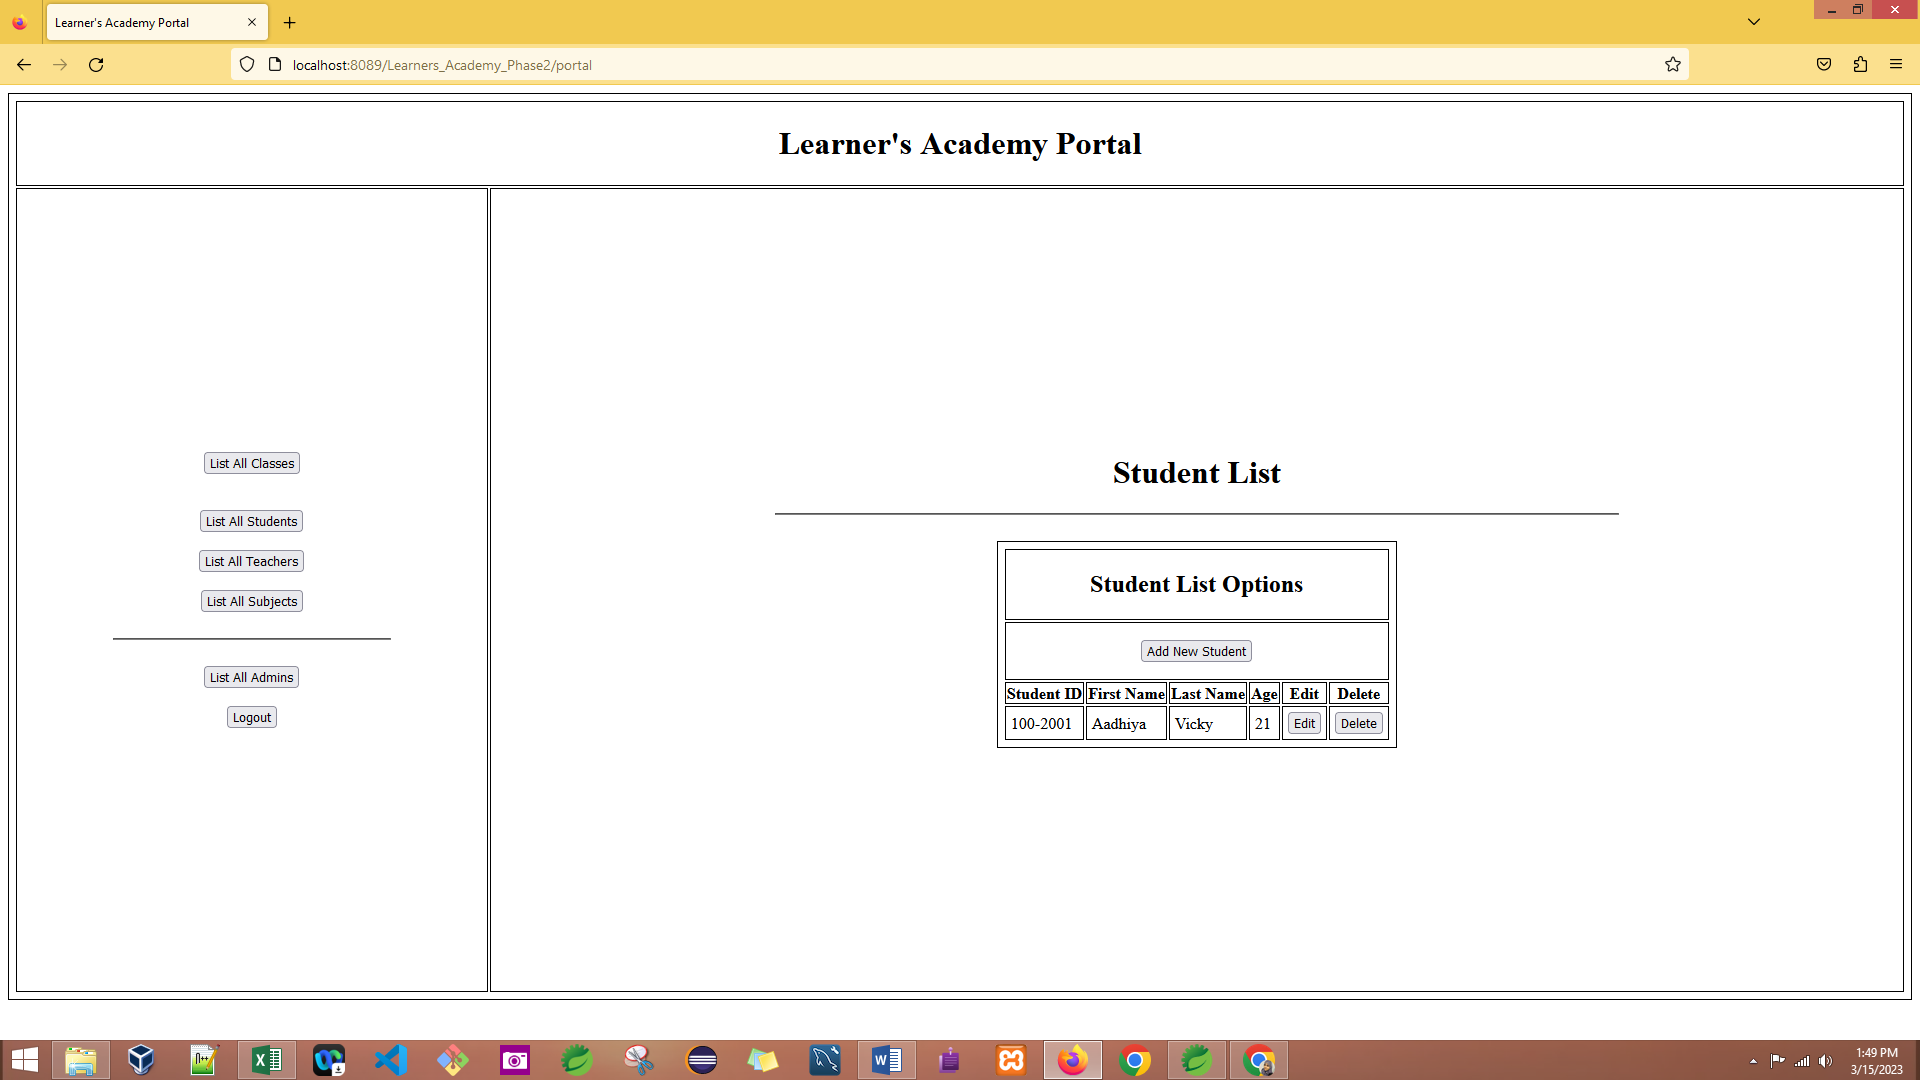 Learner's Academy Portal
localhost:8089/Learners_Academy_Phase2/portal
Learner's Academy Portal
List All Classes
List All Students
List All Teachers
List All Subjects
List All Admins
Logout
Student List
Student List Options
Add New Student
Student ID First Name Last Name Age Edit Delete
100-2001 Aadhiya Vicky 21 Edit Delete
1:49 PM
3/15/2023